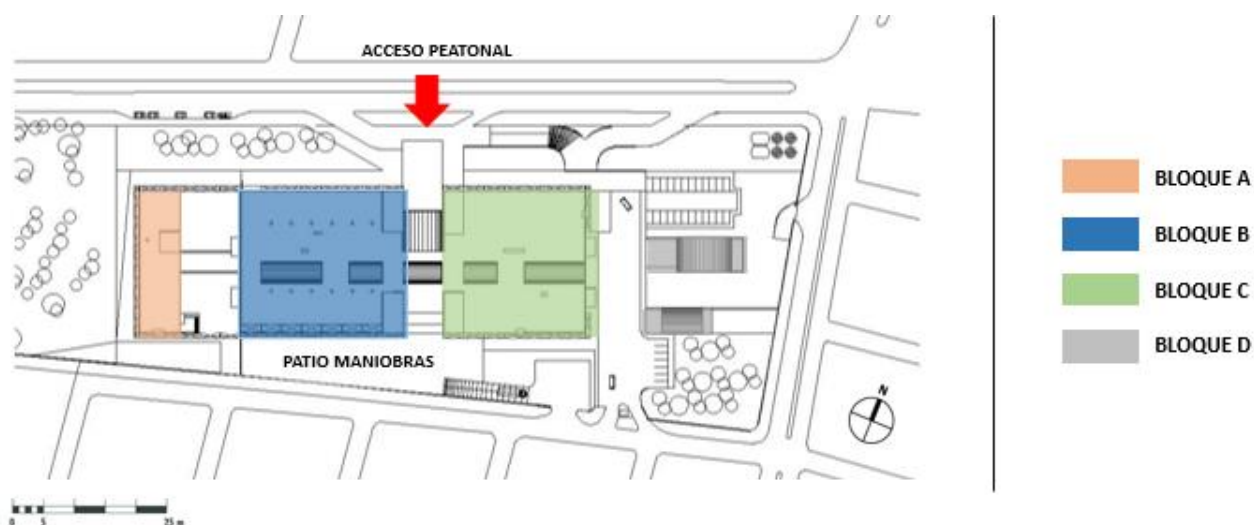 ACCESO PEATONAL
PATIO MANIOBRAS
N
0 5 25 m
BLOQUE A
BLOQUE B
BLOQUE C
BLOQUE D